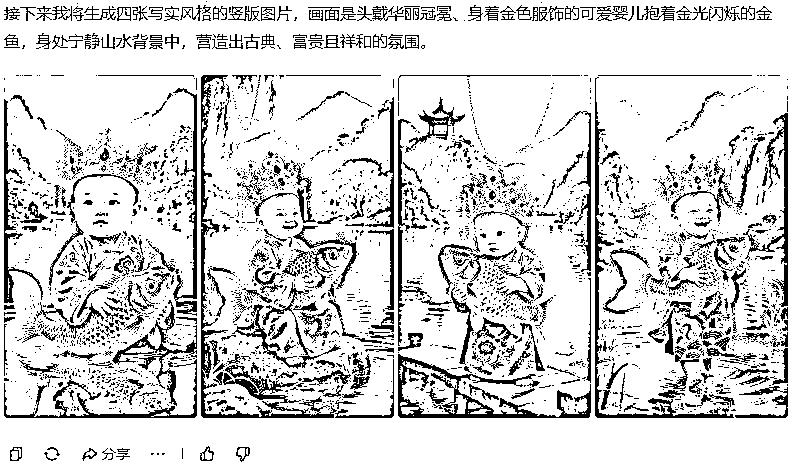 接下来我将生成四张写实风格的竖版图片，画面是头戴华丽冠冕、身着金色服饰的可爱婴儿抱着金光闪烁的金
鱼，身处宁静山水背景中，营造出古典、富贵且祥和的氛围。
分享